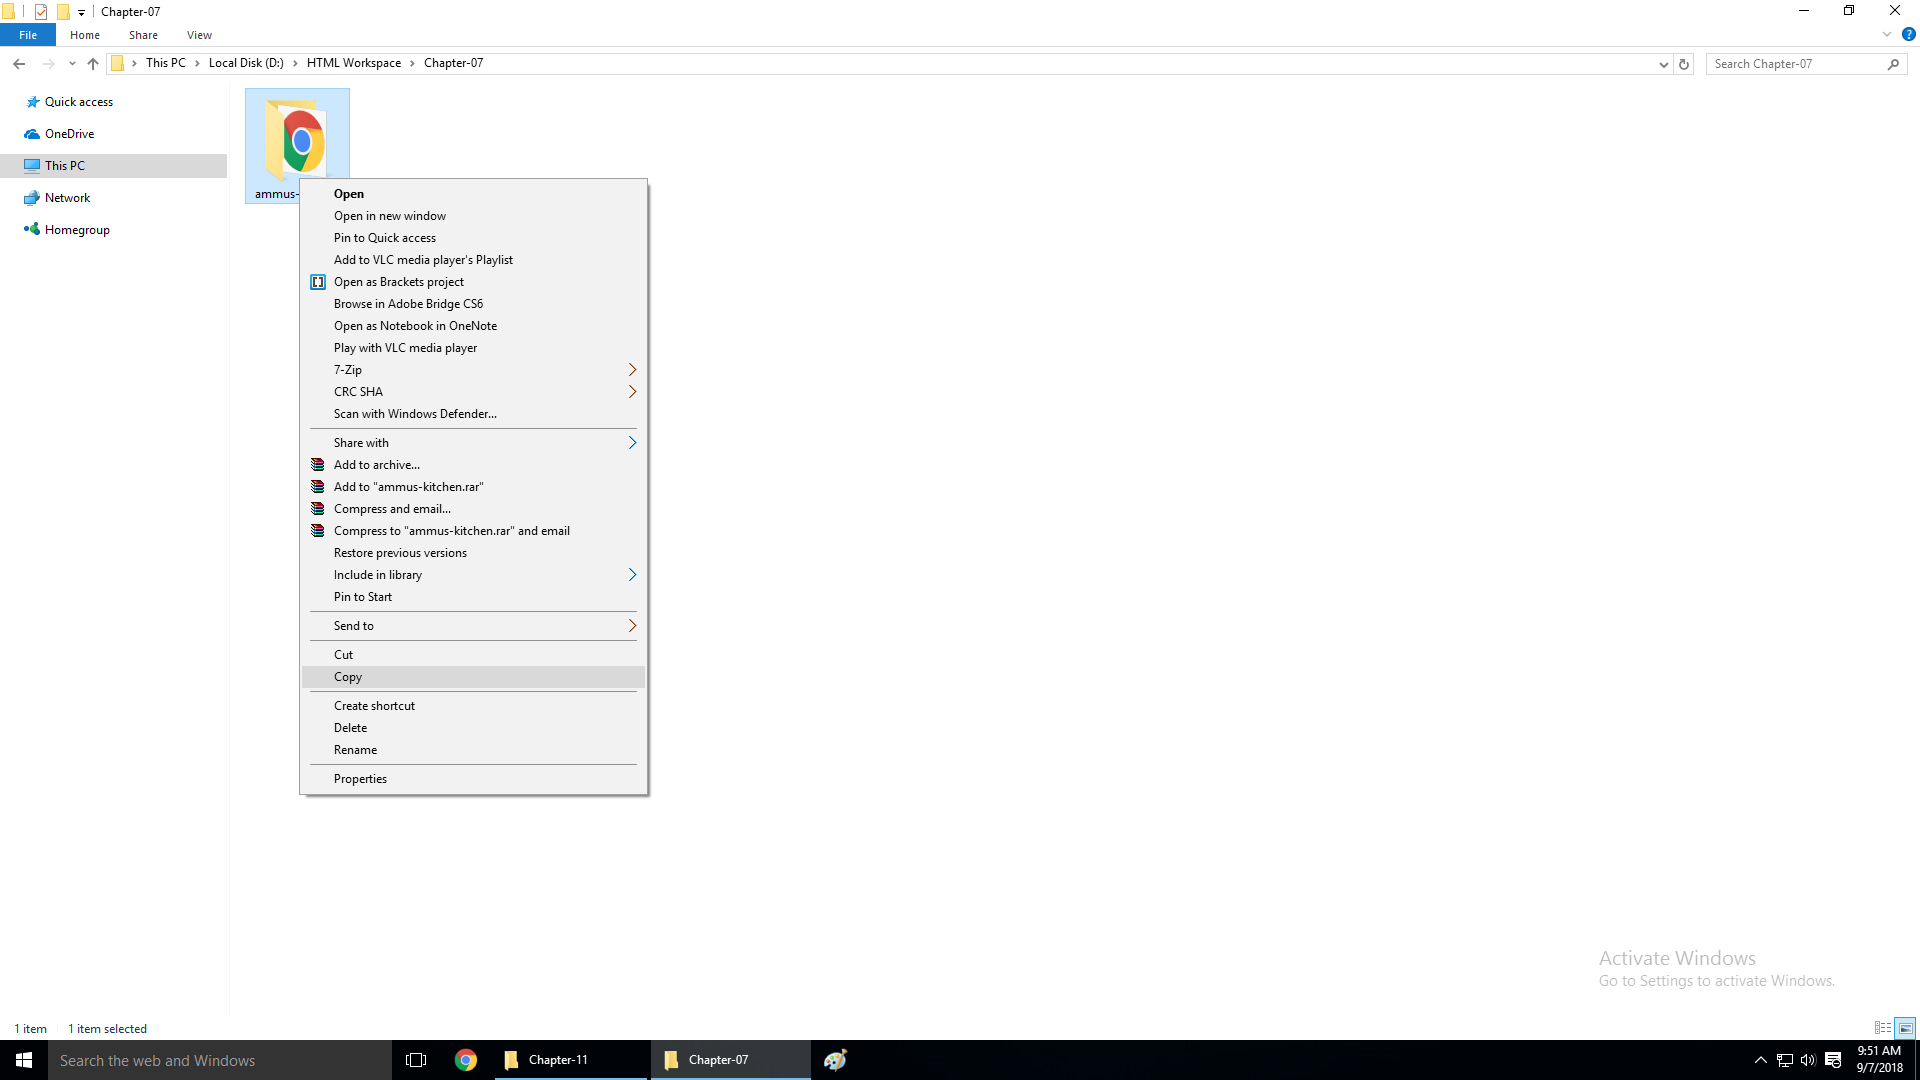 Chapter-07
File Home Share View
This PC Local Disk (D:) HTML Workspace Chapter-07
Search Chapter-07
Quick access
OneDrive
This PC
Network
Homegroup
ammus-
Open
Open in new window
Pin to Quick access
Add to VLC media player's Playlist
Open as Brackets project
Browse in Adobe Bridge CS6
Open as Notebook in OneNote
Play with VLC media player
7-Zip
CRC SHA
Scan with Windows Defender...
Share with
Add to archive...
Add to "ammus-kitchen.rar"
Compress and email...
Compress to "ammus-kitchen.rar" and email
Restore previous versions
Include in library
Pin to Start
Send to
Cut
Copy
Create shortcut
Delete
Rename
Properties
Activate Windows
Go to Settings to activate Windows.
1 item 1 item selected
Search the web and Windows
Chapter-11
Chapter-07
9:51 AM
9/7/2018